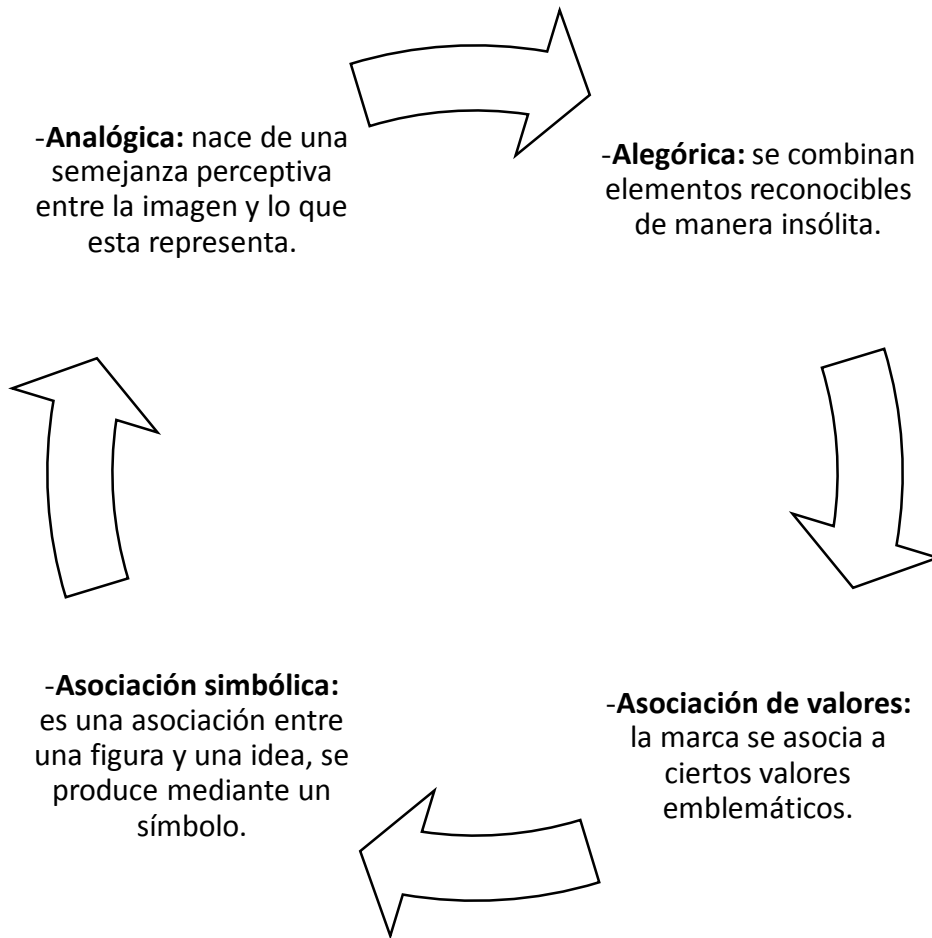 -Analógica: nace de una
semejanza perceptiva
entre la imagen y lo que
esta representa.
-Alegórica: se combinan
elementos reconocibles
de manera insólita.
-Asociación de valores:
la marca se asocia a
ciertos valores
emblemáticos.
-Asociación simbólica:
es una asociación entre
una figura y una idea, se
produce mediante un
símbolo.